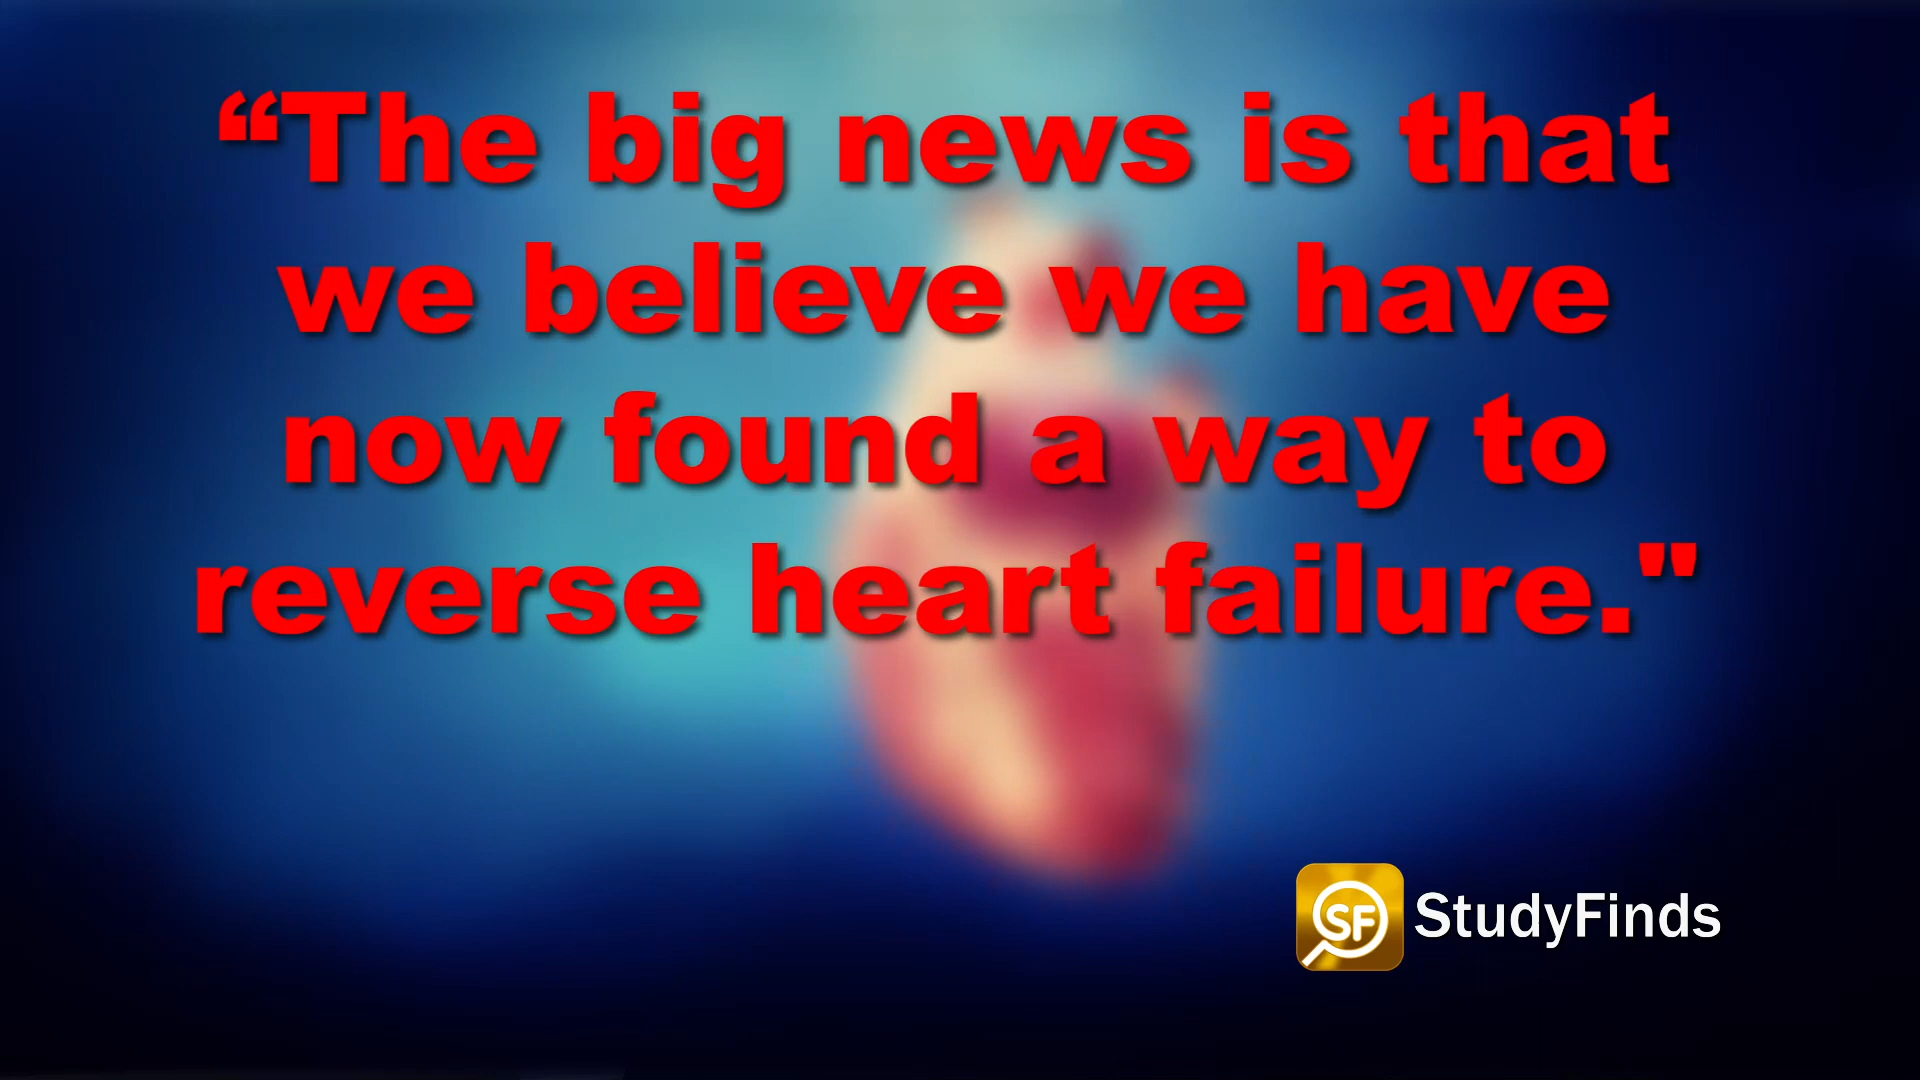 “The big news is that
we believe we have
now found a way to
reverse heart failure."
SF StudyFinds